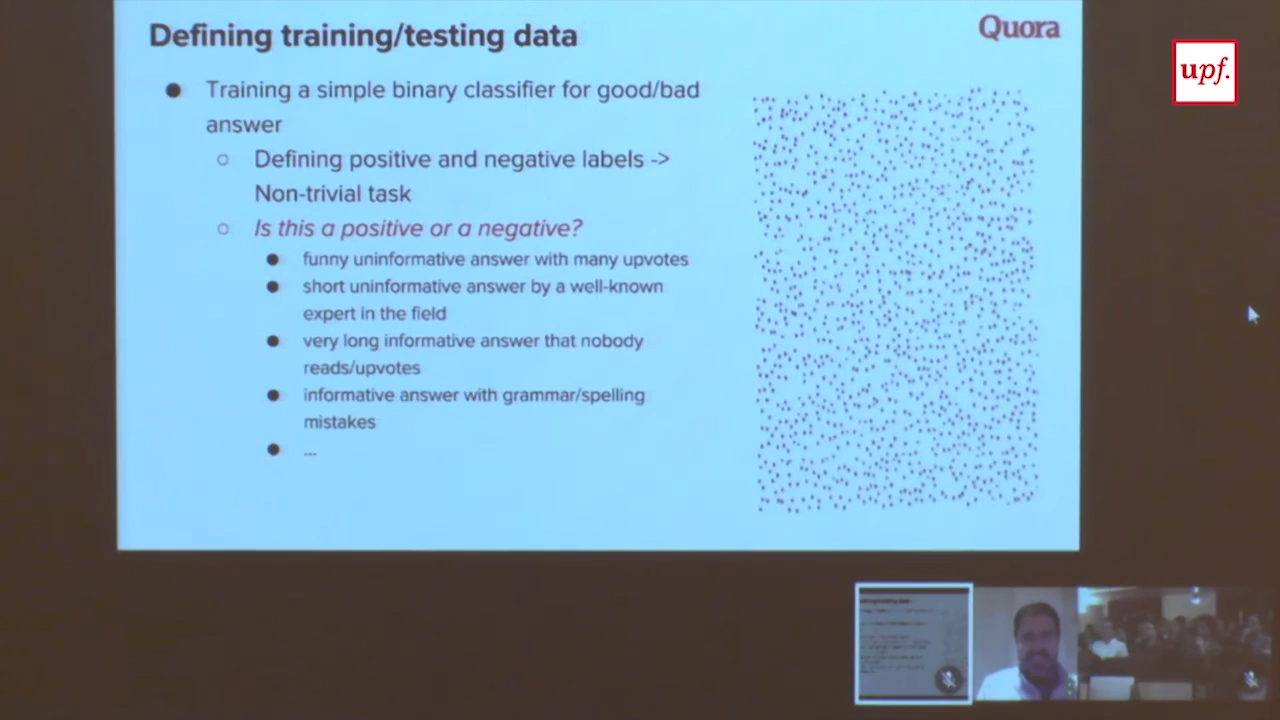 Defining training/testing data
Quora
upf.
● Training a simple binary classifier for good/bad
answer
○ Defining positive and negative labels ->
Non-trivial task
○ Is this a positive or a negative?
● funny uninformative answer with many upvotes
● short uninformative answer by a well-known
expert in the field
● very long informative answer that nobody
reads/upvotes
● informative answer with grammar/spelling
mistakes
● ...